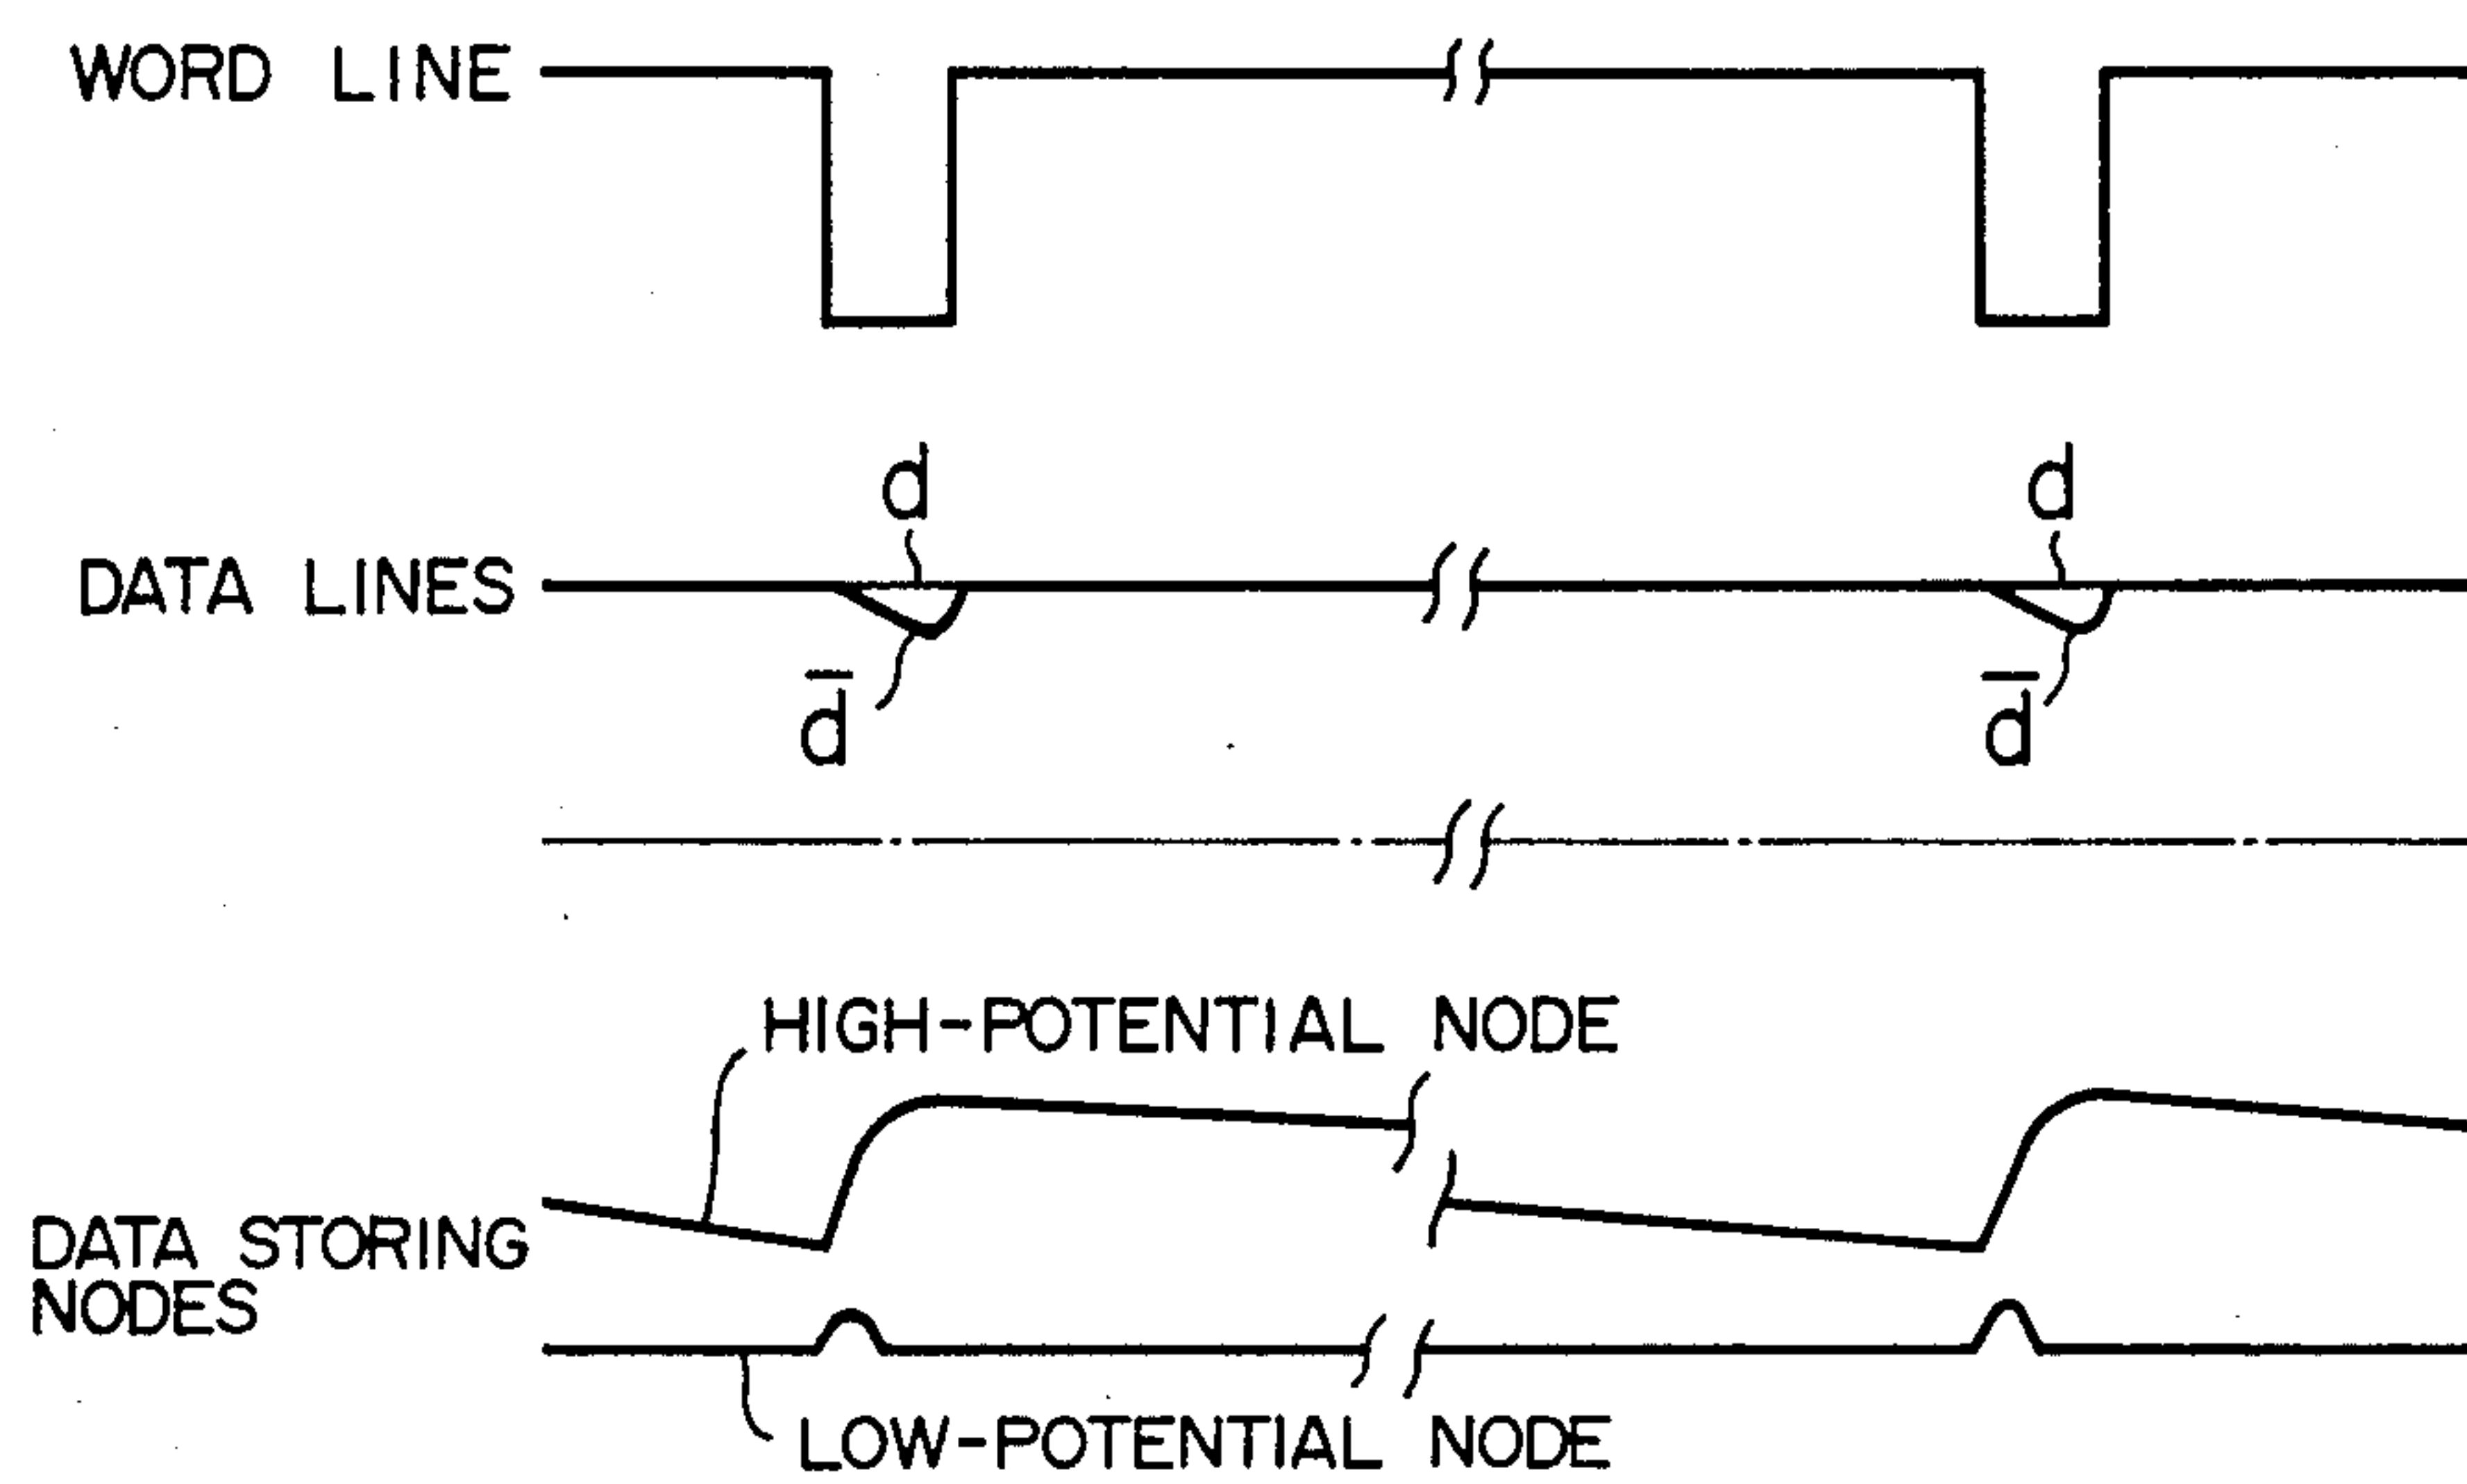 WORD LINE
d d
DATA LINES
d̅ d̅
HIGH-POTENTIAL NODE
DATA STORING
NODES
LOW-POTENTIAL NODE